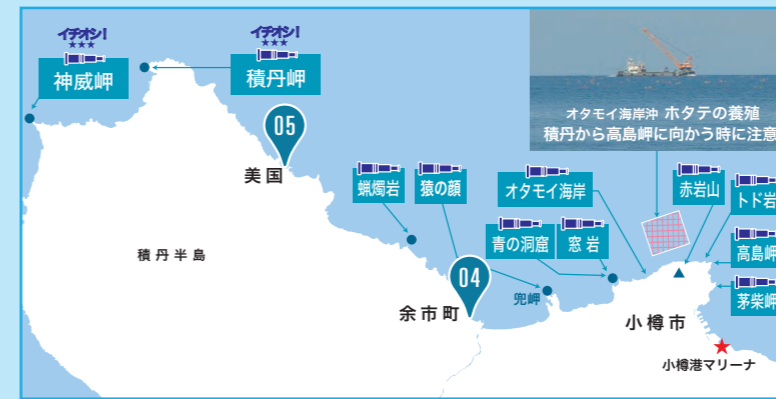 イチオシ!
★★★
神威岬
イチオシ!
★★★
積丹岬
オタモイ海岸沖 ホタテの養殖
積丹から高島岬に向かう時に注意
05
美国
蝋燭岩
猿の顔
オタモイ海岸
赤岩山
トド岩
青の洞窟
窓岩
高島岬
積丹半島
04
兜岬
茅柴岬
余市町
小樽市
小樽港マリーナ